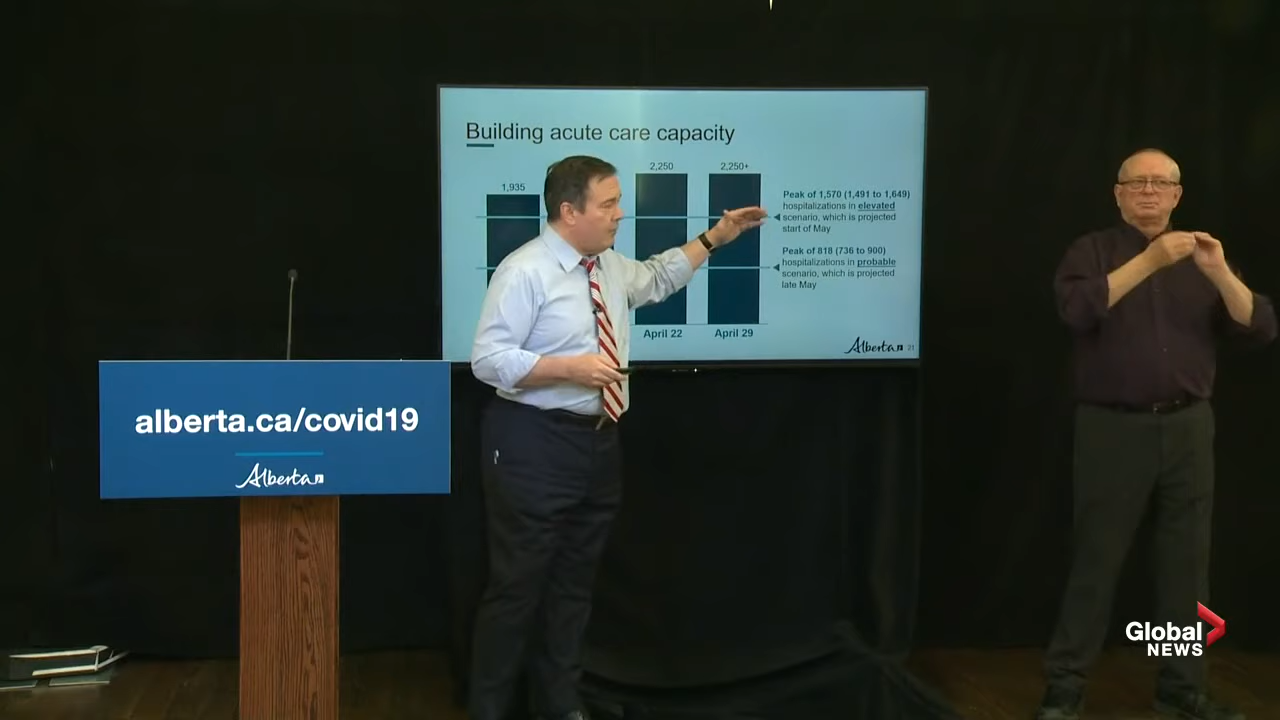 Building acute care capacity
1,935
2,250
2,250+
Peak of 1,570 (1,491 to 1,649)
hospitalizations in elevated
scenario, which is projected
start of May
Peak of 818 (736 to 900)
hospitalizations in probable
scenario, which is projected
late May
April 22
April 29
Alberta
21
alberta.ca/covid19
Alberta
Global
NEWS